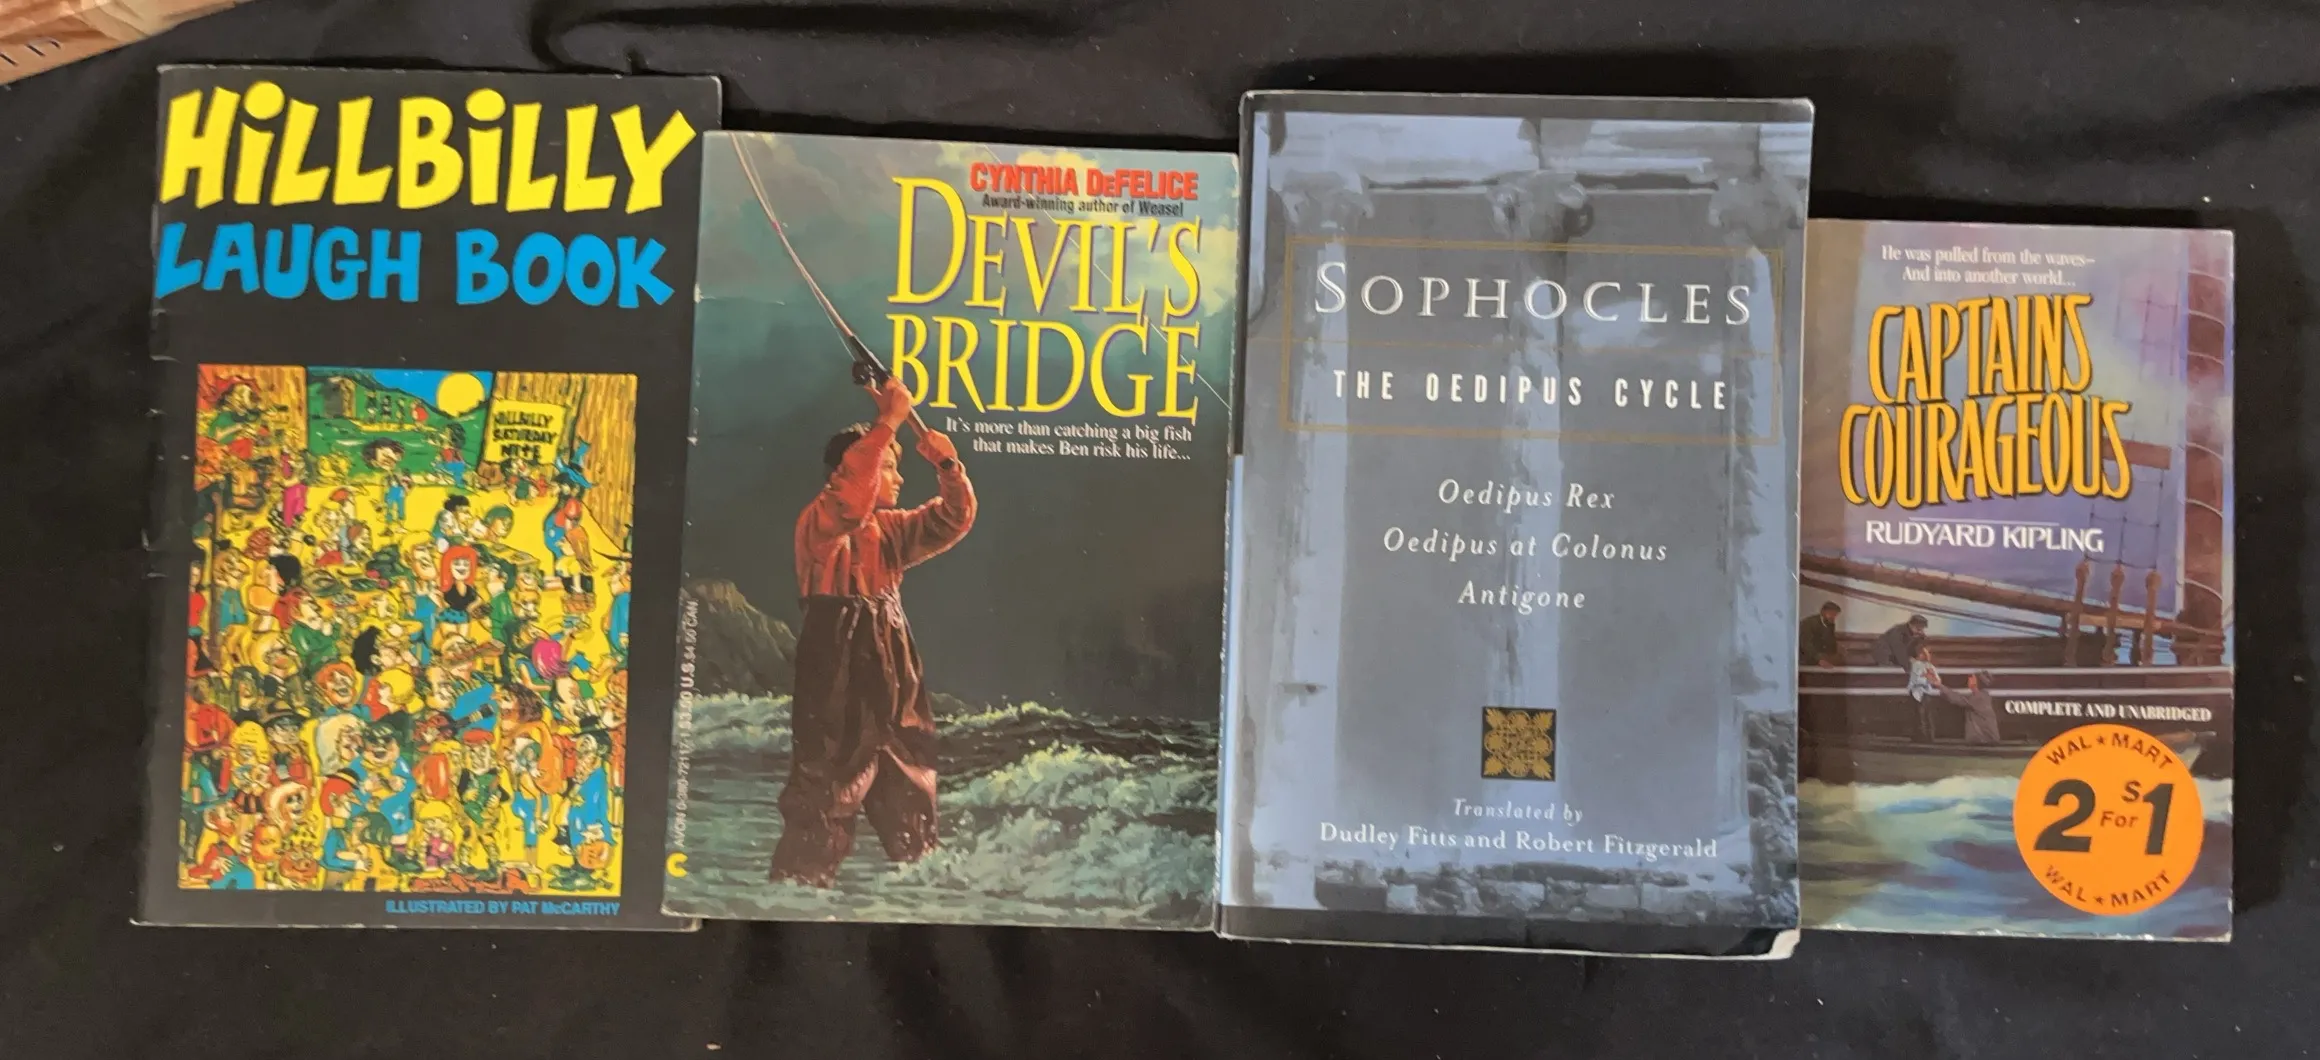 HiLLBiLLY
LAUGH BOOK
HILLBILLY
SATURDAY
NITE
ILLUSTRATED BY PAT McCARTHY
CYNTHIA DeFELICE
Award-winning author of Weasel
DEVIL'S
BRIDGE
It's more than catching a big fish
that makes Ben risk his life...
SOPHOCLES
THE OEDIPUS CYCLE
Oedipus Rex
Oedipus at Colonus
Antigone
Translated by
Dudley Fitts and Robert Fitzgerald
He was pulled from the waves–
And into another world...
CAPTAINS
COURAGEOUS
RUDYARD KIPLING
COMPLETE AND UNABRIDGED
WAL★MART
2 For $1
WAL★MART